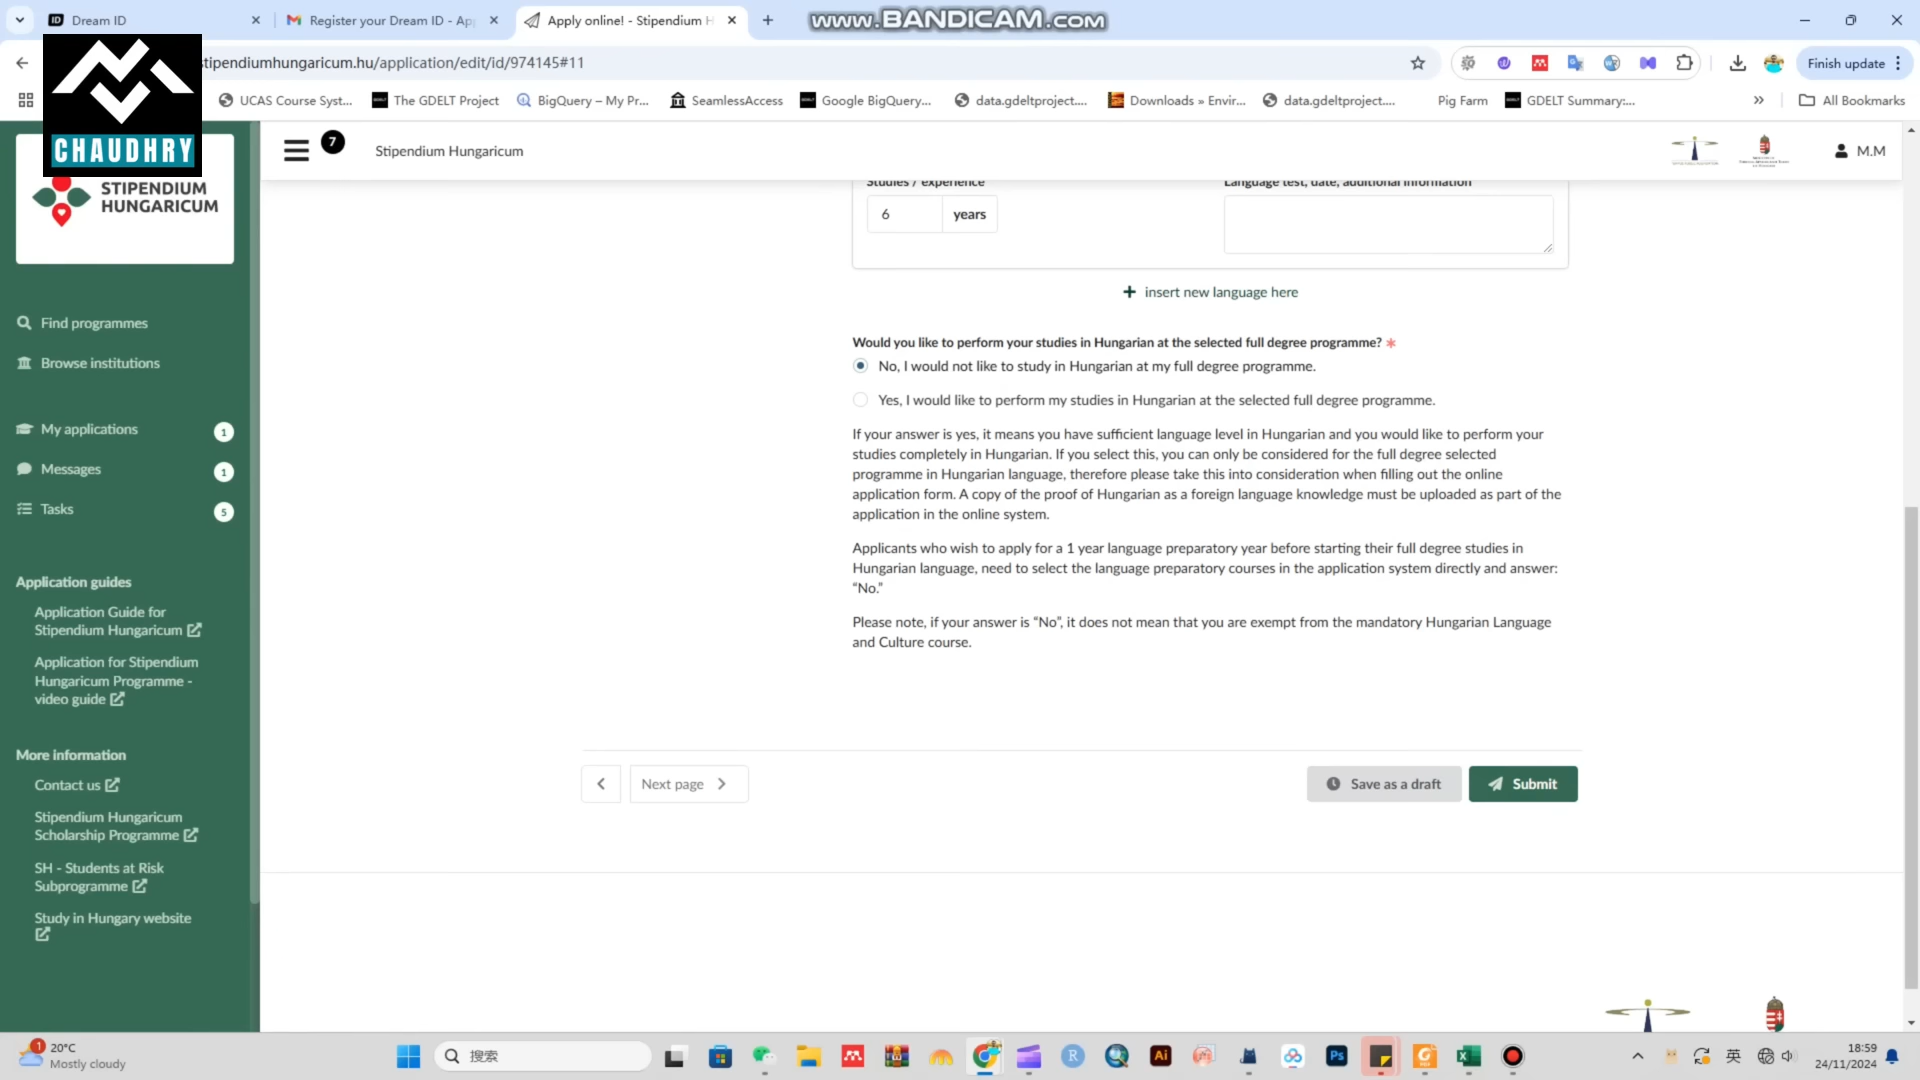 Dream ID
Register your Dream ID - Ap
Apply online! - Stipendium H
www.BANDICAM.com
stipendiumhungaricum.hu/application/edit/id/974145#11
Finish update
UCAS Course Syst...
The GDELT Project
BigQuery – My Pr...
SeamlessAccess
Google BigQuery...
data.gdeltproject....
Downloads » Envir...
data.gdeltproject....
Pig Farm
GDELT Summary:...
All Bookmarks
CHAUDHRY
STIPENDIUM
HUNGARICUM
7
Stipendium Hungaricum
M.M
Find programmes
Browse institutions
My applications
1
Messages
1
Tasks
5
Application guides
Application Guide for
Stipendium Hungaricum
Application for Stipendium
Hungaricum Programme -
video guide
More information
Contact us
Stipendium Hungaricum
Scholarship Programme
SH - Students at Risk
Subprogramme
Study in Hungary website
Studies / experience
Language test, date, additional information
6
years
insert new language here
Would you like to perform your studies in Hungarian at the selected full degree programme? *
No, I would not like to study in Hungarian at my full degree programme.
Yes, I would like to perform my studies in Hungarian at the selected full degree programme.
If your answer is yes, it means you have sufficient language level in Hungarian and you would like to perform your
studies completely in Hungarian. If you select this, you can only be considered for the full degree selected
programme in Hungarian language, therefore please take this into consideration when filling out the online
application form. A copy of the proof of Hungarian as a foreign language knowledge must be uploaded as part of the
application in the online system.
Applicants who wish to apply for a 1 year language preparatory year before starting their full degree studies in
Hungarian language, need to select the language preparatory courses in the application system directly and answer:
“No.”
Please note, if your answer is “No”, it does not mean that you are exempt from the mandatory Hungarian Language
and Culture course.
Next page
Save as a draft
Submit
1
20°C
Mostly cloudy
搜索
R
Ai
Ps
英
18:59
24/11/2024